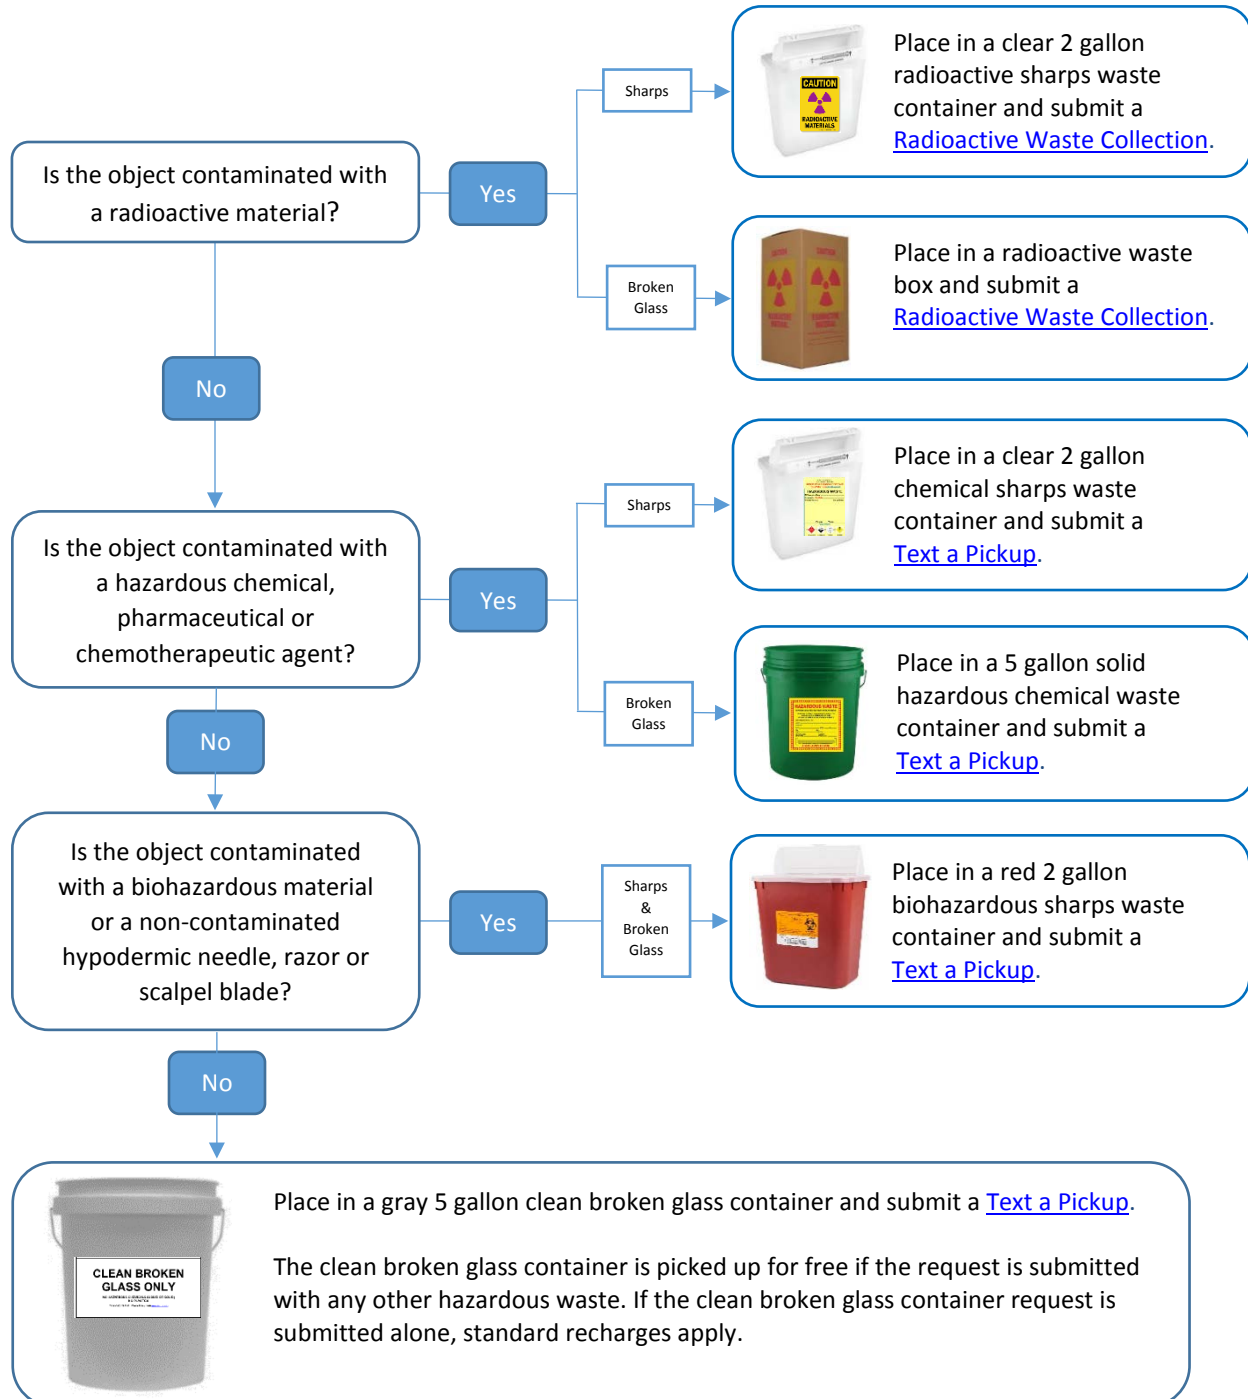 Is the object contaminated with
a radioactive material?
Yes
Sharps
CAUTION
RADIOACTIVE
MATERIALS
Place in a clear 2 gallon
radioactive sharps waste
container and submit a
Radioactive Waste Collection.
Broken
Glass
Place in a radioactive waste
box and submit a
Radioactive Waste Collection.
No
Is the object contaminated with
a hazardous chemical,
pharmaceutical or
chemotherapeutic agent?
Yes
Sharps
Place in a clear 2 gallon
chemical sharps waste
container and submit a
Text a Pickup.
Broken
Glass
HAZARDOUS WASTE
Place in a 5 gallon solid
hazardous chemical waste
container and submit a
Text a Pickup.
No
Is the object contaminated
with a biohazardous material
or a non-contaminated
hypodermic needle, razor or
scalpel blade?
Yes
Sharps
&
Broken
Glass
Place in a red 2 gallon
biohazardous sharps waste
container and submit a
Text a Pickup.
No
CLEAN BROKEN
GLASS ONLY
Place in a gray 5 gallon clean broken glass container and submit a Text a Pickup.
The clean broken glass container is picked up for free if the request is submitted
with any other hazardous waste. If the clean broken glass container request is
submitted alone, standard recharges apply.